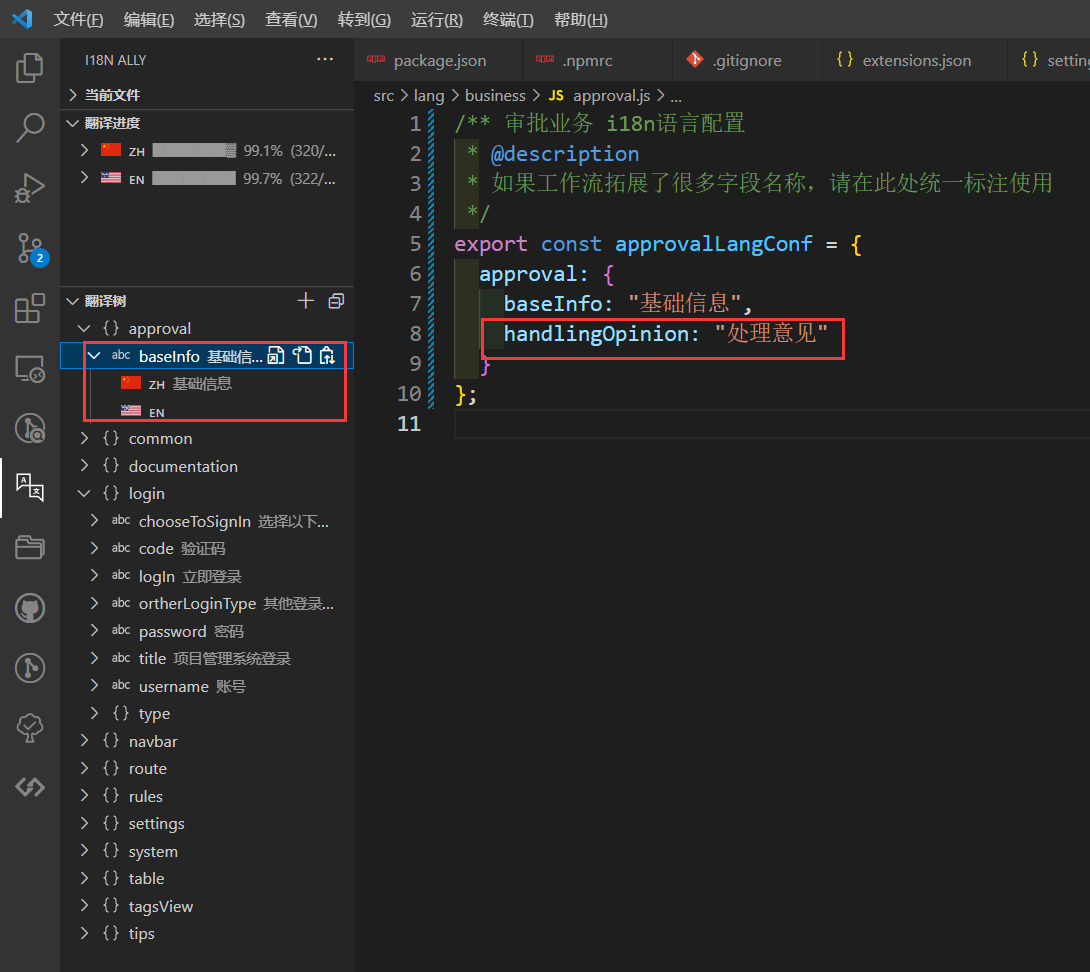 文件(F) 编辑(E) 选择(S) 查看(V) 转到(G) 运行(R) 终端(T) 帮助(H)
I18N ALLY
package.json .npmrc .gitignore {} extensions.json {} settin
当前文件
翻译进度
ZH 99.1% (320/...
EN 99.7% (322/...
2
翻译树
{} approval
abc baseInfo 基础信...
ZH 基础信息
EN
{} common
{} documentation
{} login
abc chooseToSignIn 选择以下...
abc code 验证码
abc logIn 立即登录
abc ortherLoginType 其他登录...
abc password 密码
abc title 项目管理系统登录
abc username 账号
{} type
{} navbar
{} route
{} rules
{} settings
{} system
{} table
{} tagsView
{} tips
src > lang > business > JS approval.js > ...
1 /** 审批业务 i18n语言配置
2 * @description
3 * 如果工作流拓展了很多字段名称，请在此处统一标注使用
4 */
5 export const approvalLangConf = {
6 approval: {
7 baseInfo: "基础信息",
8 handlingOpinion: "处理意见"
9 }
10 };
11